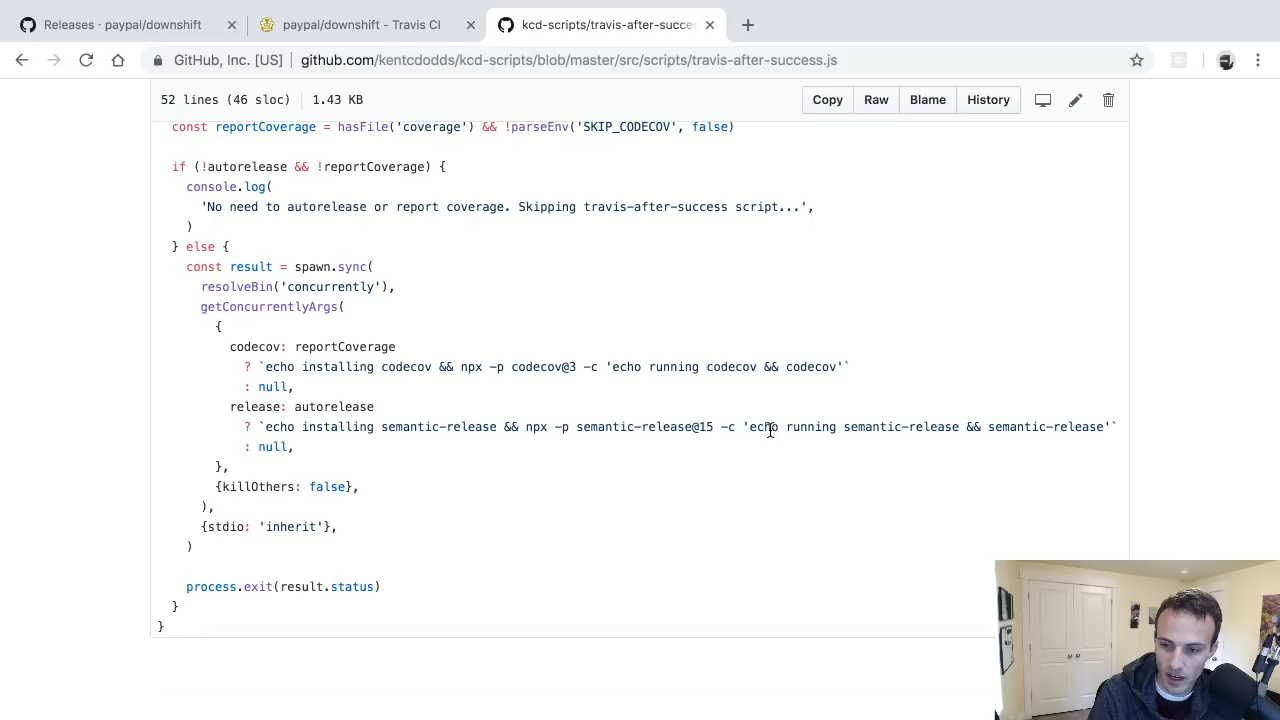 Releases · paypal/downshift
paypal/downshift - Travis CI
kcd-scripts/travis-after-succes
GitHub, Inc. [US]
github.com/kentcdodds/kcd-scripts/blob/master/src/scripts/travis-after-success.js
52 lines (46 sloc)
1.43 KB
Copy
Raw
Blame
History
const reportCoverage = hasFile('coverage') && !parseEnv('SKIP_CODECOV', false)
if (!autorelease && !reportCoverage) {
console.log(
'No need to autorelease or report coverage. Skipping travis-after-success script...',
)
} else {
const result = spawn.sync(
resolveBin('concurrently'),
getConcurrentlyArgs(
{
codecov: reportCoverage
? `echo installing codecov && npx -p codecov@3 -c 'echo running codecov && codecov'`
: null,
release: autorelease
? `echo installing semantic-release && npx -p semantic-release@15 -c 'echo running semantic-release && semantic-release'`
: null,
},
{killOthers: false},
),
{stdio: 'inherit'},
)
process.exit(result.status)
}
}